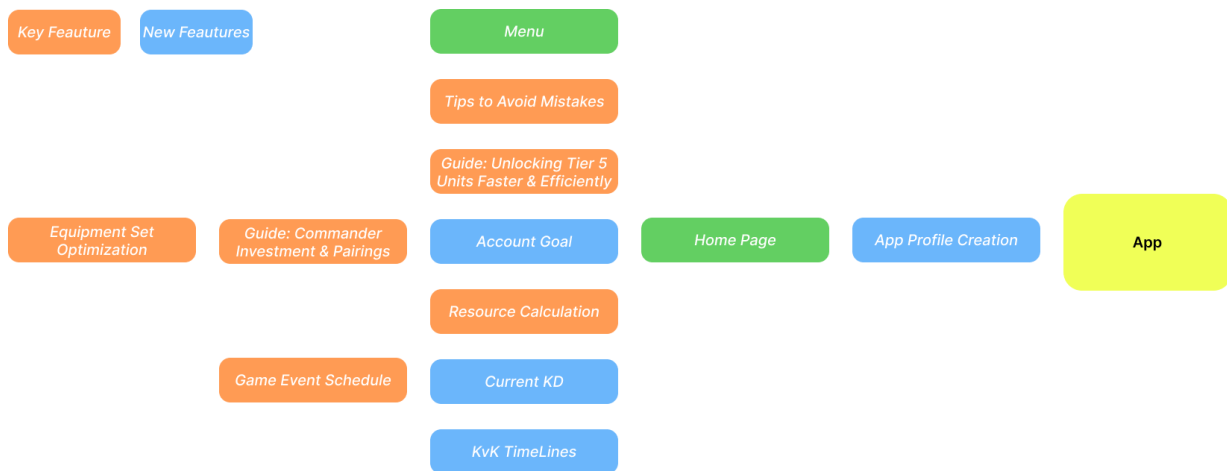 Key Feauture
New Feautures
Menu
Tips to Avoid Mistakes
Guide: Unlocking Tier 5
Units Faster & Efficiently
Equipment Set
Optimization
Guide: Commander
Investment & Pairings
Account Goal
Home Page
App Profile Creation
App
Resource Calculation
Game Event Schedule
Current KD
KvK TimeLines